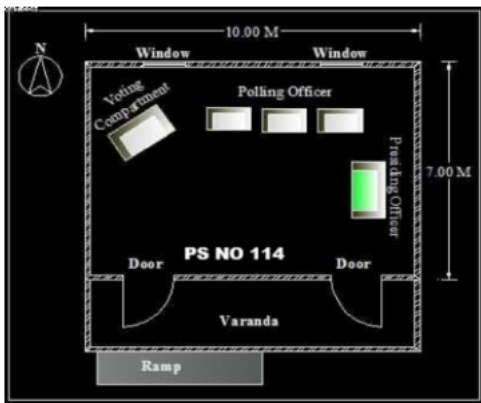 10.00 M
N
Window Window
Voting
Compartment
Polling Officer
Presiding Officer
7.00 M
PS NO 114
Door Door
Varanda
Ramp